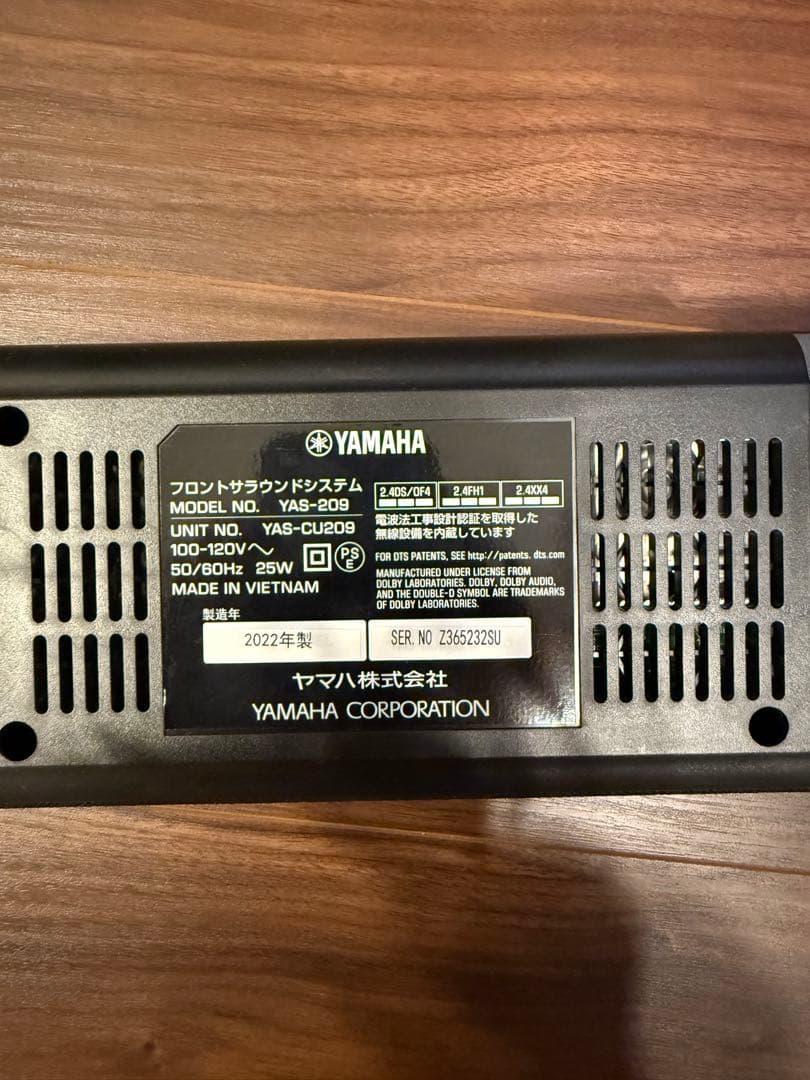 YAMAHA
フロントサラウンドシステム
MODEL NO. YAS-209
UNIT NO. YAS-CU209
100-120V～
50/60Hz 25W
PS
E
MADE IN VIETNAM
2.4DS/OF4 2.4FH1 2.4XX4
電波法工事設計認証を取得した
無線設備を内蔵しています
FOR DTS PATENTS, SEE http://patents.dts.com
MANUFACTURED UNDER LICENSE FROM
DOLBY LABORATORIES. DOLBY, DOLBY AUDIO,
AND THE DOUBLE-D SYMBOL ARE TRADEMARKS
OF DOLBY LABORATORIES.
製造年
2022年製
SER. NO Z365232SU
ヤマハ株式会社
YAMAHA CORPORATION